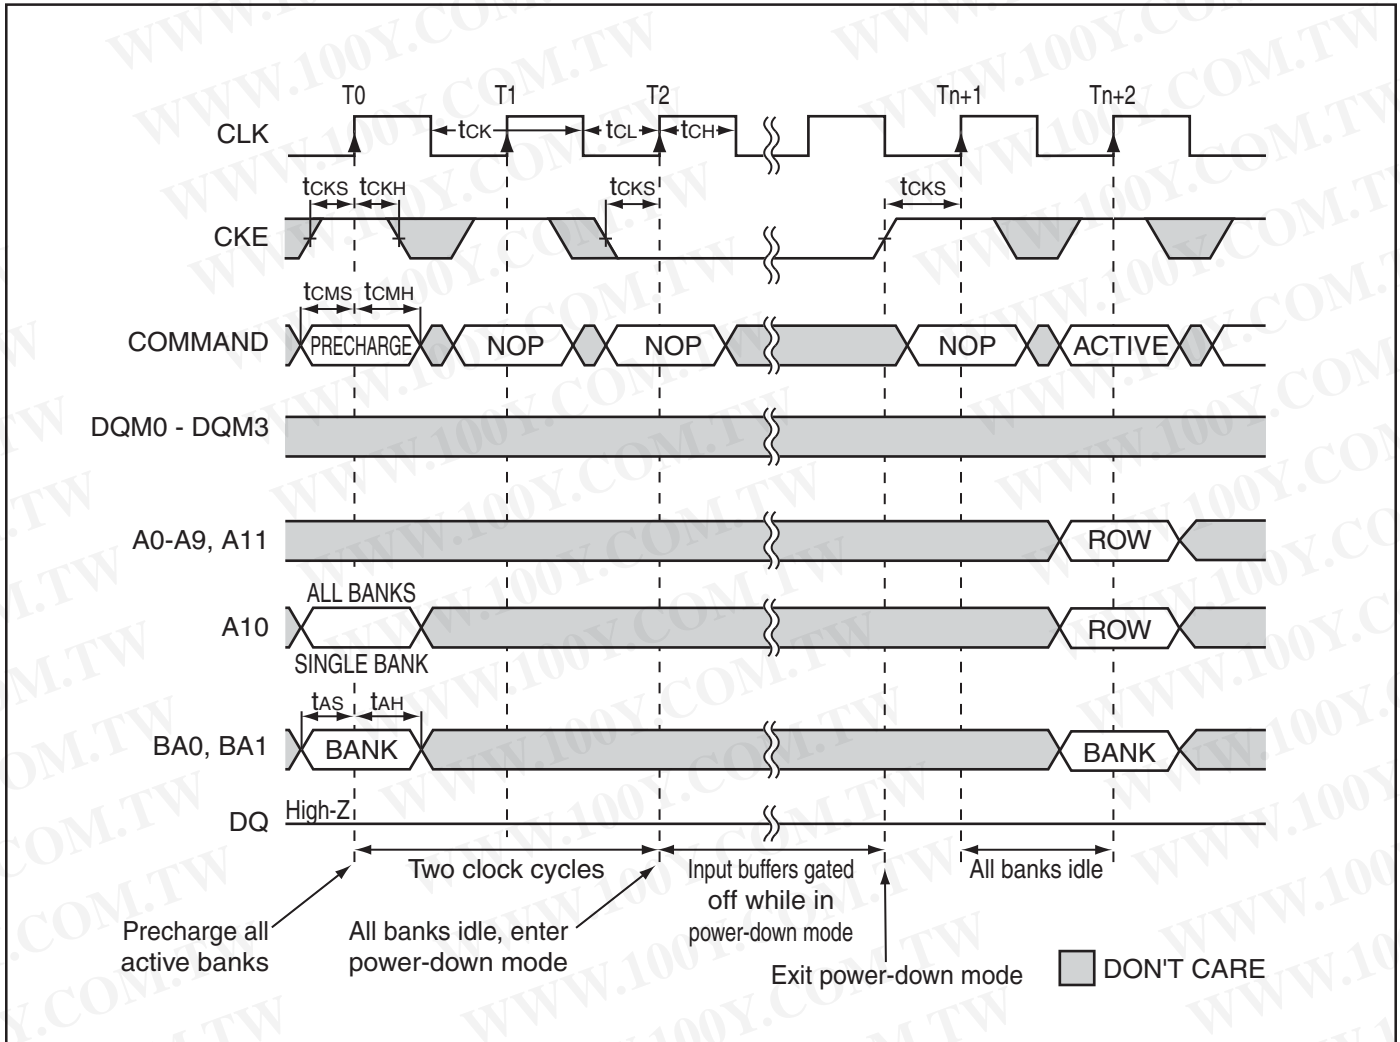 T0 T1 T2 Tn+1 Tn+2
CLK tCK tCL tCH
tCKS tCKH tCKS tCKS
CKE
tCMS tCMH
COMMAND PRECHARGE NOP NOP NOP ACTIVE
DQM0 - DQM3
A0-A9, A11 ROW
ALL BANKS
A10 ROW
SINGLE BANK
tAS tAH
BA0, BA1 BANK BANK
DQ High-Z
Two clock cycles
Input buffers gated
off while in
power-down mode
All banks idle
Precharge all
active banks
All banks idle, enter
power-down mode
Exit power-down mode
DON'T CARE
WWW.100Y.COM.TW